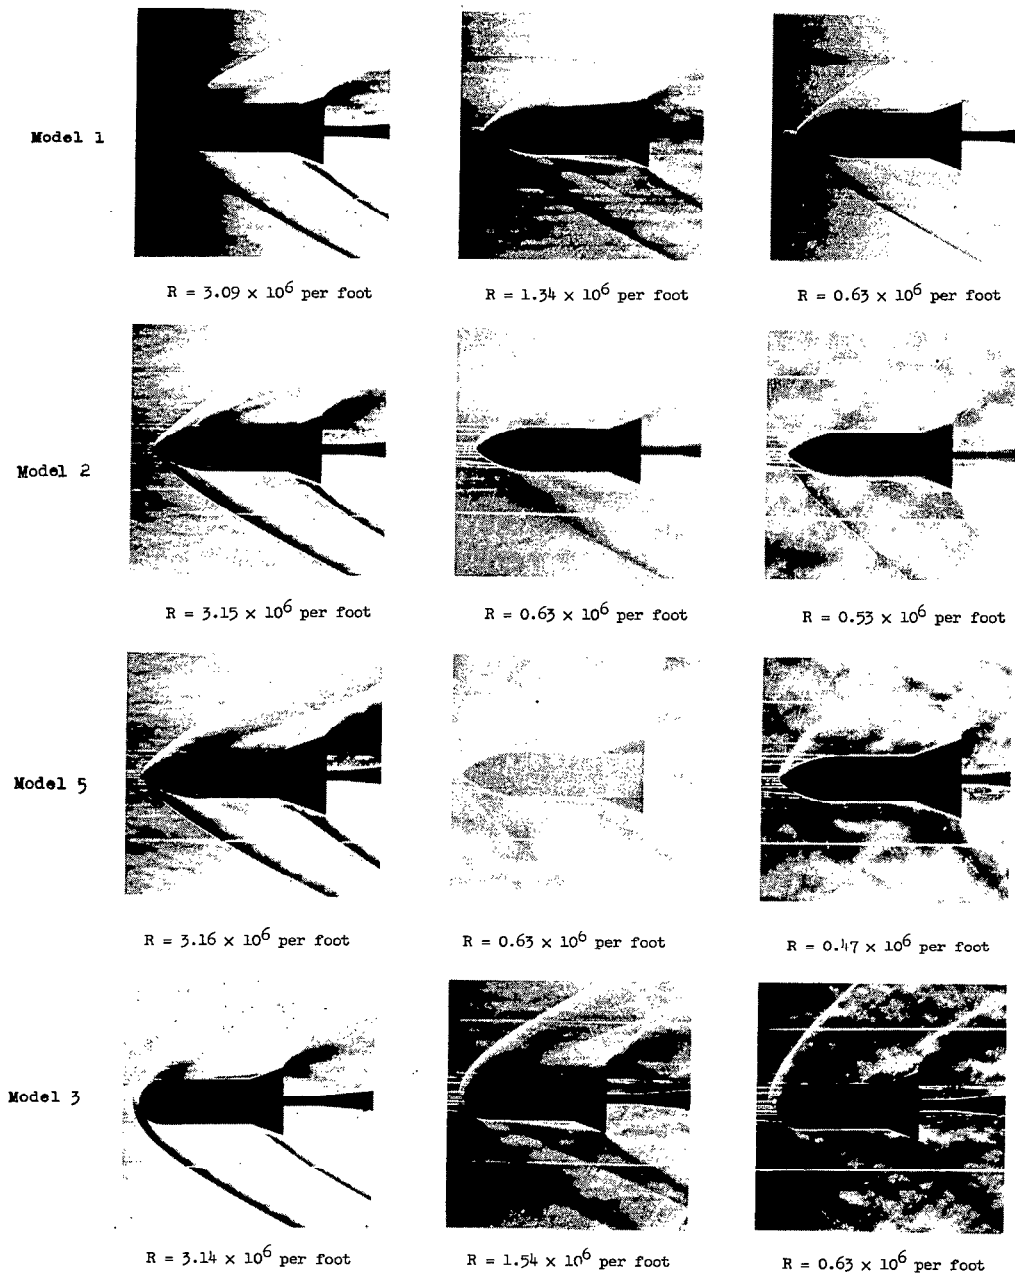 Model 1
R = 3.09 × 10⁶ per foot
R = 1.34 × 10⁶ per foot
R = 0.63 × 10⁶ per foot
Model 2
R = 3.15 × 10⁶ per foot
R = 0.63 × 10⁶ per foot
R = 0.53 × 10⁶ per foot
Model 5
R = 3.16 × 10⁶ per foot
R = 0.63 × 10⁶ per foot
R = 0.47 × 10⁶ per foot
Model 3
R = 3.14 × 10⁶ per foot
R = 1.54 × 10⁶ per foot
R = 0.63 × 10⁶ per foot